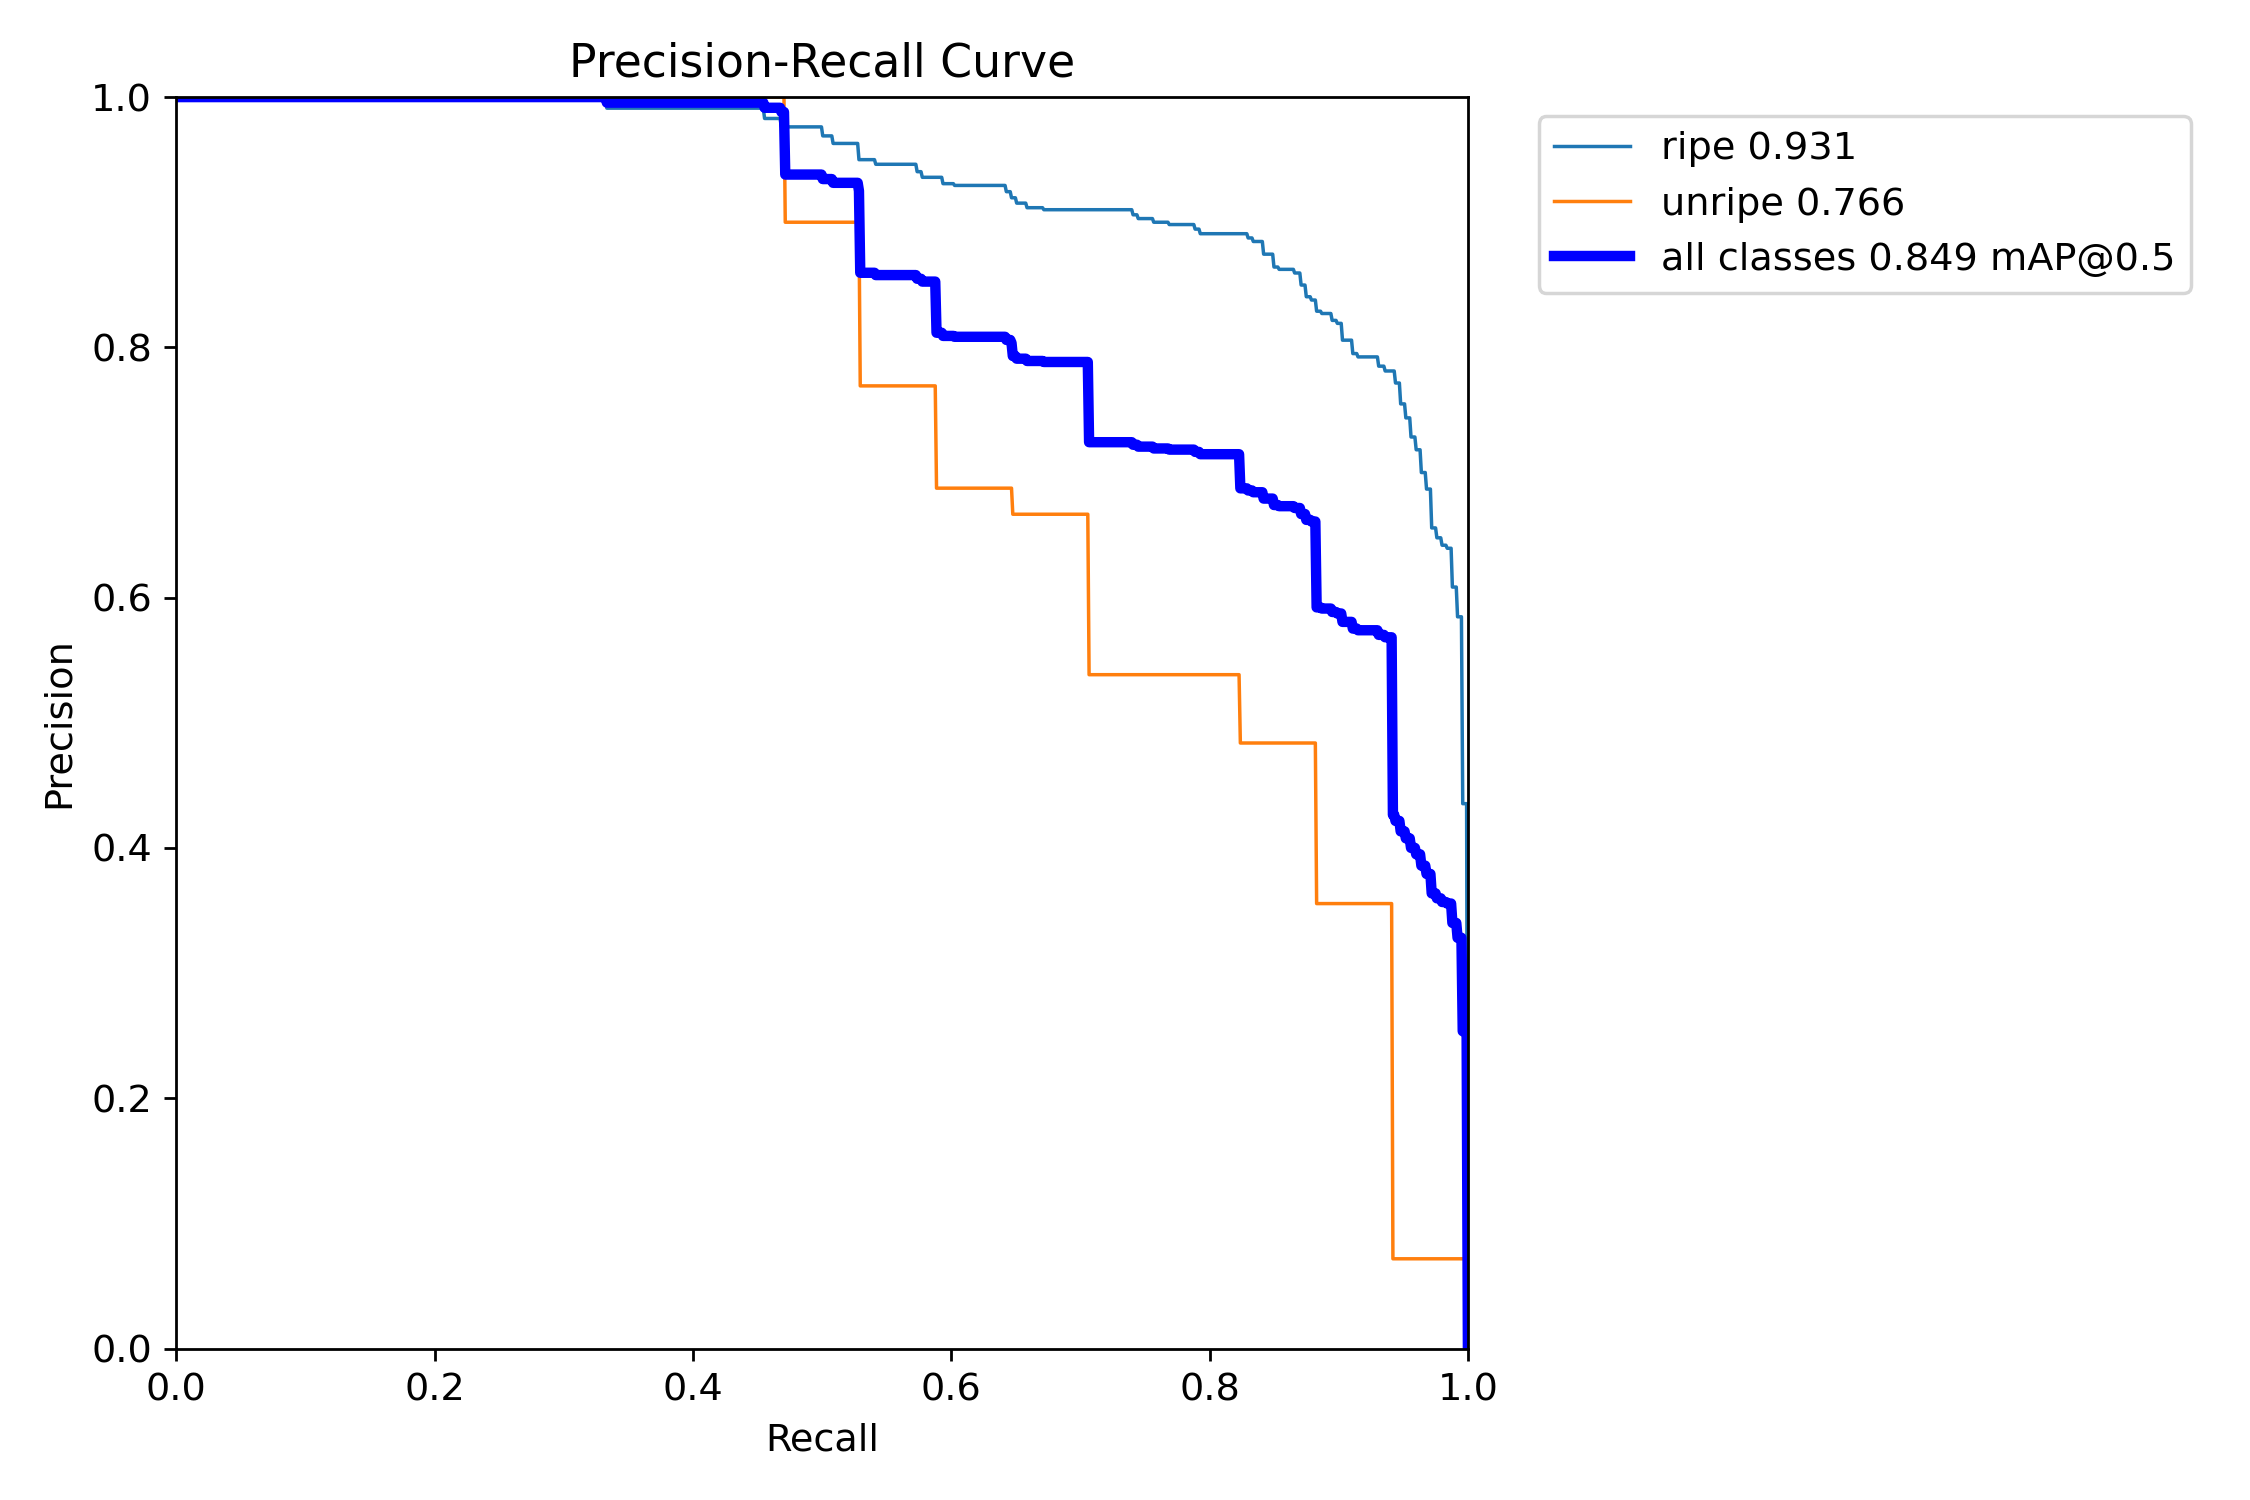 Precision-Recall Curve
1.0
0.8
0.6
0.4
0.2
0.0
Precision
0.0 0.2 0.4 0.6 0.8 1.0
Recall
ripe 0.931
unripe 0.766
all classes 0.849 mAP@0.5